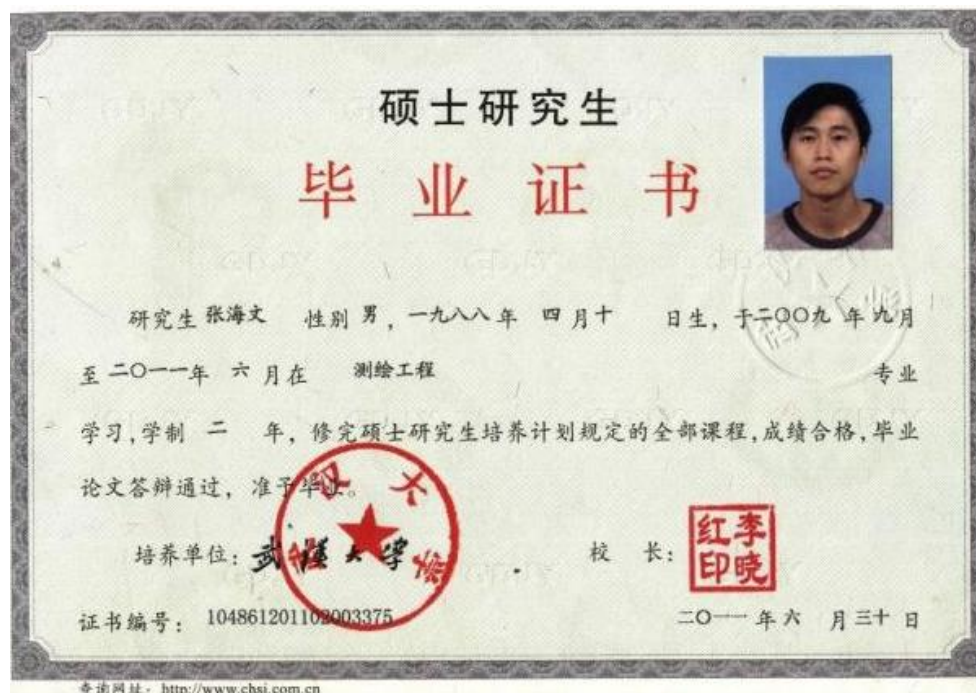 硕士研究生
毕业证书
研究生 张海文 性别 男，一九八八年 四月十 日生，于二〇〇九年九月
至二〇一一年 六月在 测绘工程 专业
学习，学制 二 年，修完硕士研究生培养计划规定的全部课程，成绩合格，毕业
论文答辩通过，准予毕业。
培养单位：武漢大学 校 长：李晓红印
证书编号：104861201102003375 二〇一一年六 月三十日
查询网址：http://www.chsi.com.cn